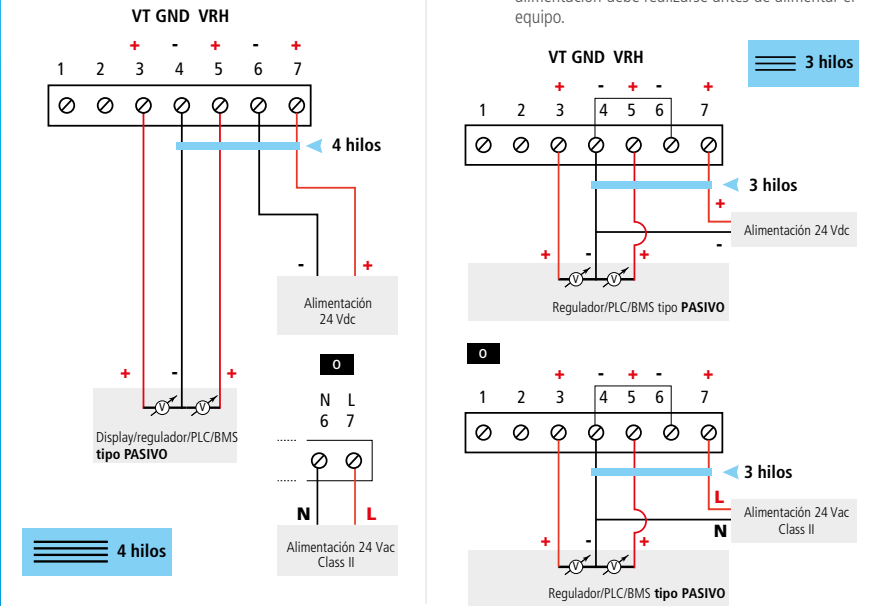 VT GND VRH
+ - + - +
1 2 3 4 5 6 7
4 hilos
- +
Alimentación
24 Vdc
o
+ - +
V V
Display/regulador/PLC/BMS
tipo PASIVO
N L
6 7
N L
Alimentación 24 Vac
Class II
4 hilos
alimentación debe realizarse antes de alimentar el
equipo.
VT GND VRH
3 hilos
+ - + - +
1 2 3 4 5 6 7
3 hilos
+
Alimentación 24 Vdc
-
+ - +
V V
Regulador/PLC/BMS tipo PASIVO
o
+ - + - +
1 2 3 4 5 6 7
3 hilos
L
Alimentación 24 Vac
Class II
N
+ - +
V V
Regulador/PLC/BMS tipo PASIVO